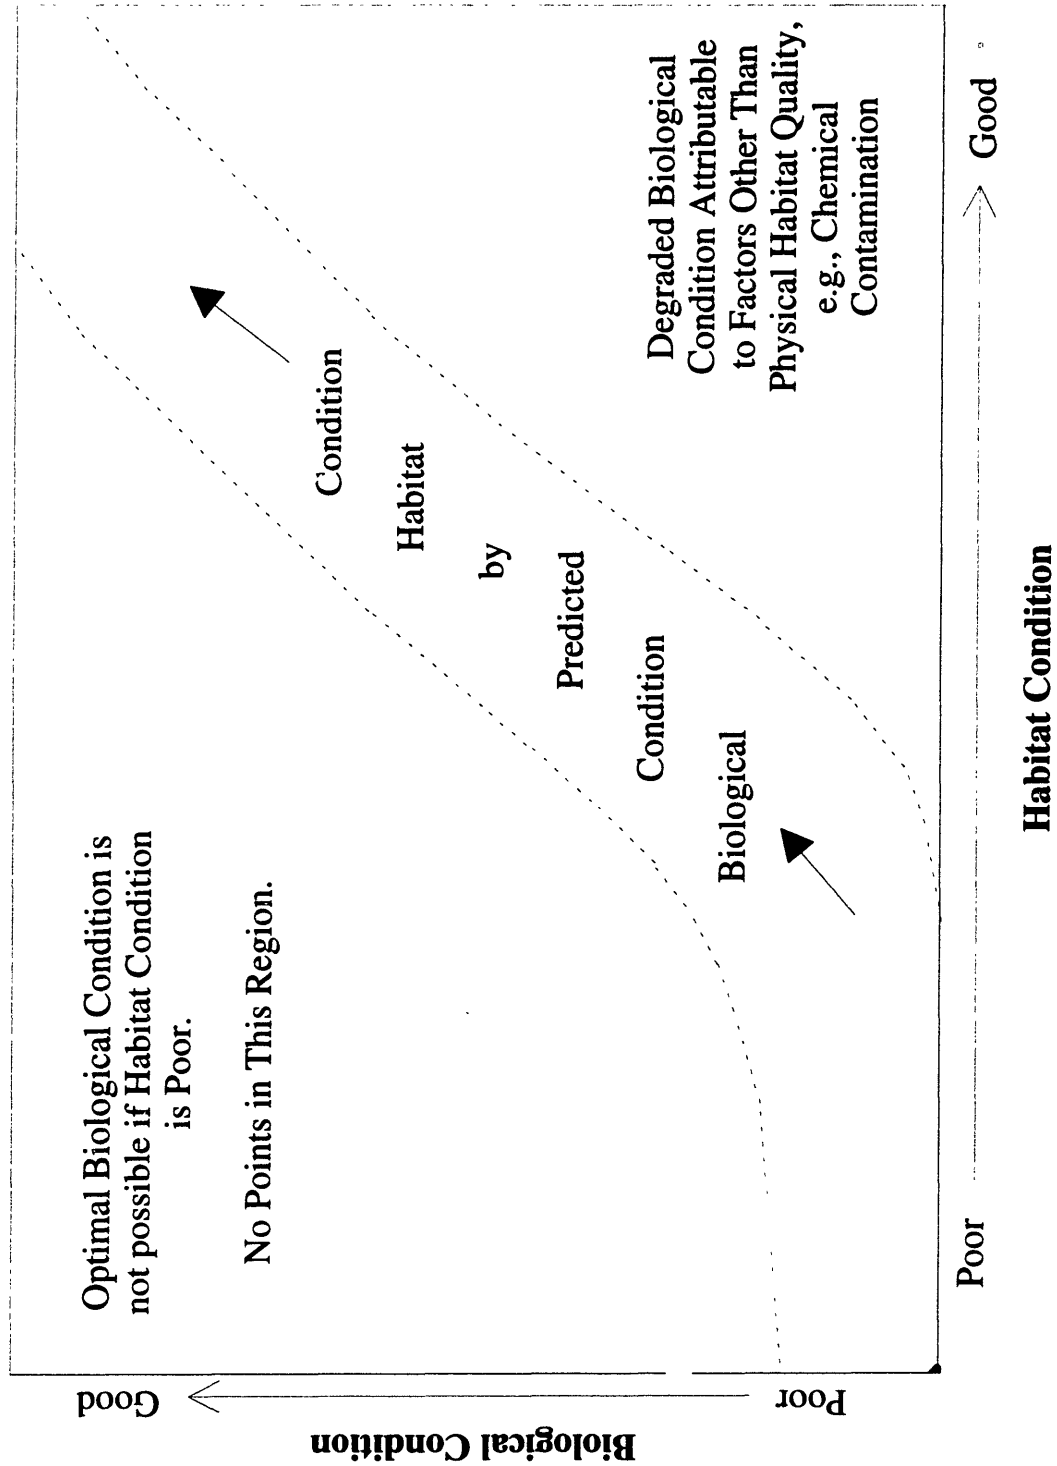 Optimal Biological Condition is
not possible if Habitat Condition
is Poor.
No Points in This Region.
Condition
Habitat
by
Predicted
Condition
Biological
Degraded Biological
Condition Attributable
to Factors Other Than
Physical Habitat Quality,
e.g., Chemical
Contamination
Good
Poor
Biological Condition
Poor
Good
Habitat Condition